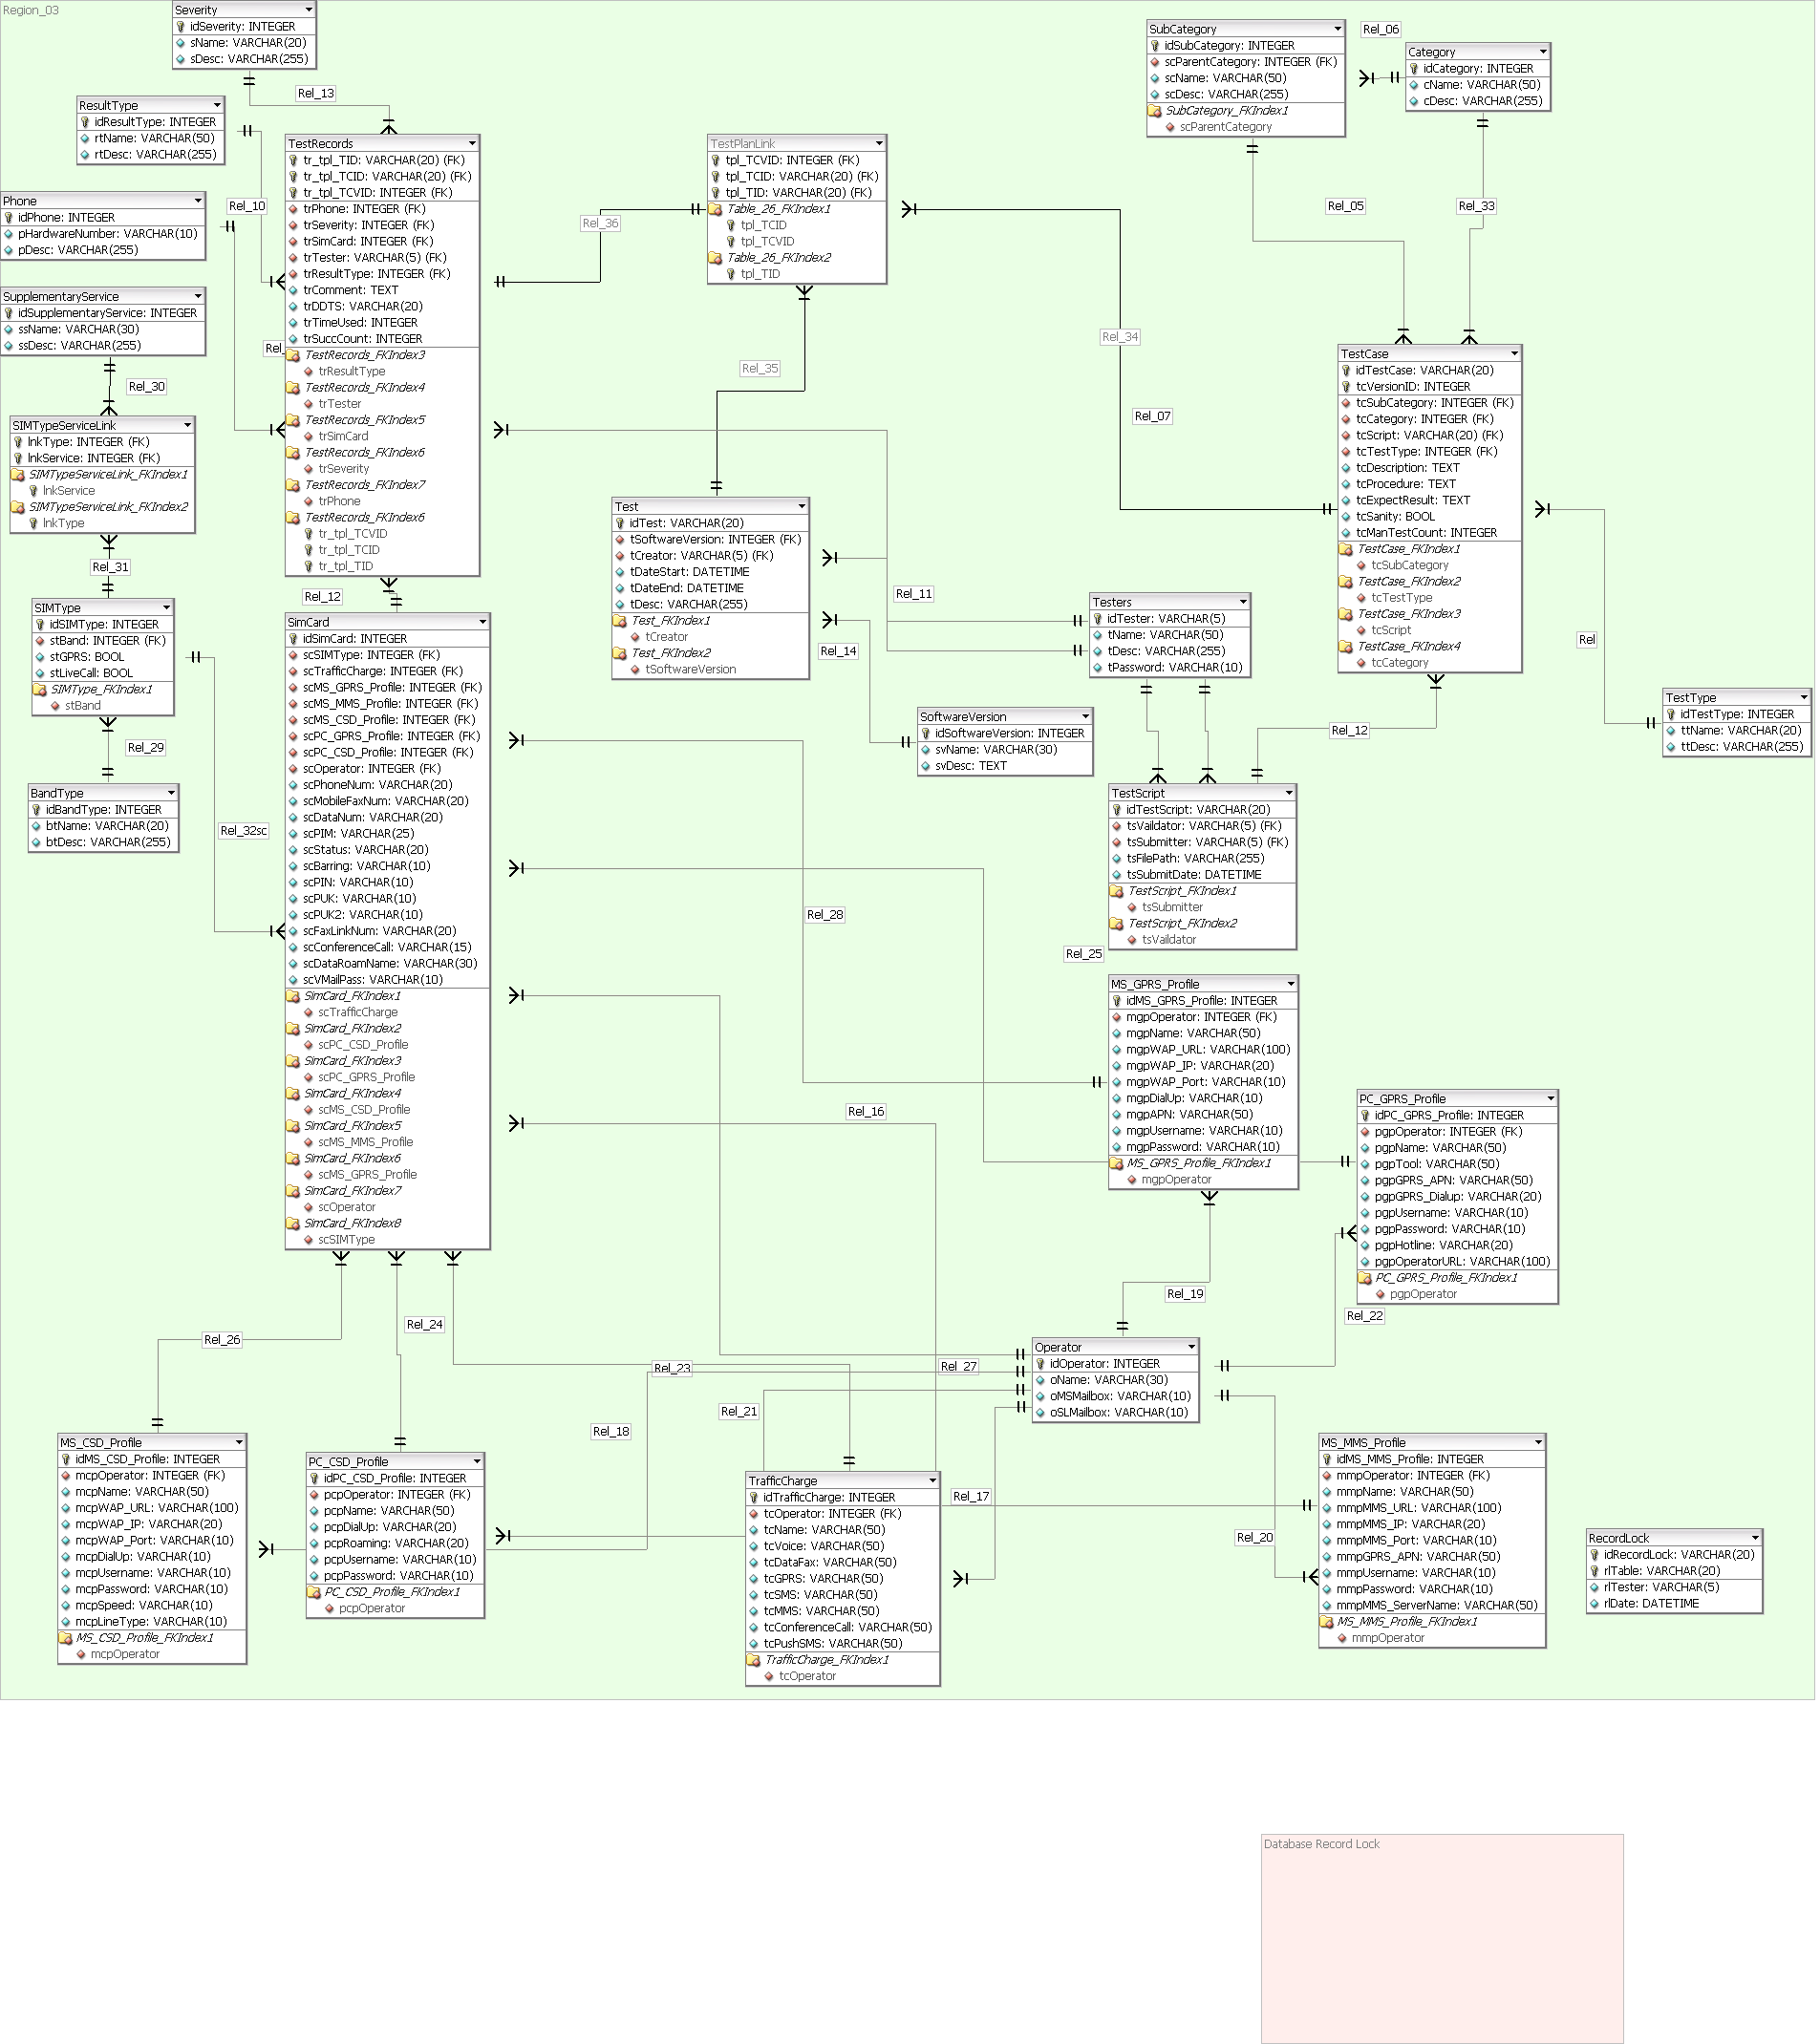 Region_03
Severity
idSeverity: INTEGER
sName: VARCHAR(20)
sDesc: VARCHAR(255)
Rel_13
ResultType
idResultType: INTEGER
rtName: VARCHAR(50)
rtDesc: VARCHAR(255)
Rel_10
Phone
idPhone: INTEGER
pHardwareNumber: VARCHAR(10)
pDesc: VARCHAR(255)
SupplementaryService
idSupplementaryService: INTEGER
ssName: VARCHAR(30)
ssDesc: VARCHAR(255)
Rel_
Rel_30
SIMTypeServiceLink
lnkType: INTEGER (FK)
lnkService: INTEGER (FK)
SIMTypeServiceLink_FKIndex1
lnkService
SIMTypeServiceLink_FKIndex2
lnkType
Rel_31
SIMType
idSIMType: INTEGER
stBand: INTEGER (FK)
stGPRS: BOOL
stLiveCall: BOOL
SIMType_FKIndex1
stBand
Rel_29
BandType
idBandType: INTEGER
btName: VARCHAR(20)
btDesc: VARCHAR(255)
Rel_32sc
TestRecords
tr_tpl_TID: VARCHAR(20) (FK)
tr_tpl_TCID: VARCHAR(20) (FK)
tr_tpl_TCVID: INTEGER (FK)
trPhone: INTEGER (FK)
trSeverity: INTEGER (FK)
trSimCard: INTEGER (FK)
trTester: VARCHAR(5) (FK)
trResultType: INTEGER (FK)
trComment: TEXT
trDDTS: VARCHAR(20)
trTimeUsed: INTEGER
trSuccCount: INTEGER
TestRecords_FKIndex3
trResultType
TestRecords_FKIndex4
trTester
TestRecords_FKIndex5
trSimCard
TestRecords_FKIndex6
trSeverity
TestRecords_FKIndex7
trPhone
TestRecords_FKIndex6
tr_tpl_TCVID
tr_tpl_TCID
tr_tpl_TID
Rel_12
SimCard
idSimCard: INTEGER
scSIMType: INTEGER (FK)
scTrafficCharge: INTEGER (FK)
scMS_GPRS_Profile: INTEGER (FK)
scMS_MMS_Profile: INTEGER (FK)
scMS_CSD_Profile: INTEGER (FK)
scPC_GPRS_Profile: INTEGER (FK)
scPC_CSD_Profile: INTEGER (FK)
scOperator: INTEGER (FK)
scPhoneNum: VARCHAR(20)
scMobileFaxNum: VARCHAR(20)
scDataNum: VARCHAR(20)
scPIM: VARCHAR(25)
scStatus: VARCHAR(20)
scBarring: VARCHAR(10)
scPIN: VARCHAR(10)
scPUK: VARCHAR(10)
scPUK2: VARCHAR(10)
scFaxLinkNum: VARCHAR(20)
scConferenceCall: VARCHAR(15)
scDataRoamName: VARCHAR(30)
scVMailPass: VARCHAR(10)
SimCard_FKIndex1
scTrafficCharge
SimCard_FKIndex2
scPC_CSD_Profile
SimCard_FKIndex3
scPC_GPRS_Profile
SimCard_FKIndex4
scMS_CSD_Profile
SimCard_FKIndex5
scMS_MMS_Profile
SimCard_FKIndex6
scMS_GPRS_Profile
SimCard_FKIndex7
scOperator
SimCard_FKIndex8
scSIMType
TestPlanLink
tpl_TCVID: INTEGER (FK)
tpl_TCID: VARCHAR(20) (FK)
tpl_TID: VARCHAR(20) (FK)
Table_26_FKIndex1
tpl_TCID
tpl_TCVID
Table_26_FKIndex2
tpl_TID
Rel_36
Rel_35
Rel_34
Rel_07
Test
idTest: VARCHAR(20)
tSoftwareVersion: INTEGER (FK)
tCreator: VARCHAR(5) (FK)
tDateStart: DATETIME
tDateEnd: DATETIME
tDesc: VARCHAR(255)
Test_FKIndex1
tCreator
Test_FKIndex2
tSoftwareVersion
Rel_11
Rel_14
SubCategory
idSubCategory: INTEGER
scParentCategory: INTEGER (FK)
scName: VARCHAR(50)
scDesc: VARCHAR(255)
SubCategory_FKIndex1
scParentCategory
Rel_06
Category
idCategory: INTEGER
cName: VARCHAR(50)
cDesc: VARCHAR(255)
Rel_05
Rel_33
TestCase
idTestCase: VARCHAR(20)
tcVersionID: INTEGER
tcSubCategory: INTEGER (FK)
tcCategory: INTEGER (FK)
tcScript: VARCHAR(20) (FK)
tcTestType: INTEGER (FK)
tcDescription: TEXT
tcProcedure: TEXT
tcExpectResult: TEXT
tcSanity: BOOL
tcManTestCount: INTEGER
TestCase_FKIndex1
tcSubCategory
TestCase_FKIndex2
tcTestType
TestCase_FKIndex3
tcScript
TestCase_FKIndex4
tcCategory
Rel
Testers
idTester: VARCHAR(5)
tName: VARCHAR(50)
tDesc: VARCHAR(255)
tPassword: VARCHAR(10)
SoftwareVersion
idSoftwareVersion: INTEGER
svName: VARCHAR(30)
svDesc: TEXT
Rel_12
TestType
idTestType: INTEGER
ttName: VARCHAR(20)
ttDesc: VARCHAR(255)
TestScript
idTestScript: VARCHAR(20)
tsVaildator: VARCHAR(5) (FK)
tsSubmitter: VARCHAR(5) (FK)
tsFilePath: VARCHAR(255)
tsSubmitDate: DATETIME
TestScript_FKIndex1
tsSubmitter
TestScript_FKIndex2
tsVaildator
Rel_28
Rel_25
MS_GPRS_Profile
idMS_GPRS_Profile: INTEGER
mgpOperator: INTEGER (FK)
mgpName: VARCHAR(50)
mgpWAP_URL: VARCHAR(100)
mgpWAP_IP: VARCHAR(20)
mgpWAP_Port: VARCHAR(10)
mgpDialUp: VARCHAR(10)
mgpAPN: VARCHAR(50)
mgpUsername: VARCHAR(10)
mgpPassword: VARCHAR(10)
MS_GPRS_Profile_FKIndex1
mgpOperator
Rel_16
PC_GPRS_Profile
idPC_GPRS_Profile: INTEGER
pgpOperator: INTEGER (FK)
pgpName: VARCHAR(50)
pgpTool: VARCHAR(50)
pgpGPRS_APN: VARCHAR(50)
pgpGPRS_Dialup: VARCHAR(20)
pgpUsername: VARCHAR(10)
pgpPassword: VARCHAR(10)
pgpHotline: VARCHAR(20)
pgpOperatorURL: VARCHAR(100)
PC_GPRS_Profile_FKIndex1
pgpOperator
Rel_19
Rel_22
Rel_26
Rel_24
Rel_23
Rel_27
Rel_21
Rel_18
Operator
idOperator: INTEGER
oName: VARCHAR(30)
oMSMailbox: VARCHAR(10)
oSLMailbox: VARCHAR(10)
MS_CSD_Profile
idMS_CSD_Profile: INTEGER
mcpOperator: INTEGER (FK)
mcpName: VARCHAR(50)
mcpWAP_URL: VARCHAR(100)
mcpWAP_IP: VARCHAR(20)
mcpWAP_Port: VARCHAR(10)
mcpDialUp: VARCHAR(10)
mcpUsername: VARCHAR(10)
mcpPassword: VARCHAR(10)
mcpSpeed: VARCHAR(10)
mcpLineType: VARCHAR(10)
MS_CSD_Profile_FKIndex1
mcpOperator
PC_CSD_Profile
idPC_CSD_Profile: INTEGER
pcpOperator: INTEGER (FK)
pcpName: VARCHAR(50)
pcpDialUp: VARCHAR(20)
pcpRoaming: VARCHAR(20)
pcpUsername: VARCHAR(10)
pcpPassword: VARCHAR(10)
PC_CSD_Profile_FKIndex1
pcpOperator
TrafficCharge
idTrafficCharge: INTEGER
tcOperator: INTEGER (FK)
tcName: VARCHAR(50)
tcVoice: VARCHAR(50)
tcDataFax: VARCHAR(50)
tcGPRS: VARCHAR(50)
tcSMS: VARCHAR(50)
tcMMS: VARCHAR(50)
tcConferenceCall: VARCHAR(50)
tcPushSMS: VARCHAR(50)
TrafficCharge_FKIndex1
tcOperator
Rel_17
Rel_20
MS_MMS_Profile
idMS_MMS_Profile: INTEGER
mmpOperator: INTEGER (FK)
mmpName: VARCHAR(50)
mmpMMS_URL: VARCHAR(100)
mmpMMS_IP: VARCHAR(20)
mmpMMS_Port: VARCHAR(10)
mmpGPRS_APN: VARCHAR(50)
mmpUsername: VARCHAR(10)
mmpPassword: VARCHAR(10)
mmpMMS_ServerName: VARCHAR(50)
MS_MMS_Profile_FKIndex1
mmpOperator
RecordLock
idRecordLock: VARCHAR(20)
rlTable: VARCHAR(20)
rlTester: VARCHAR(5)
rlDate: DATETIME
Database Record Lock